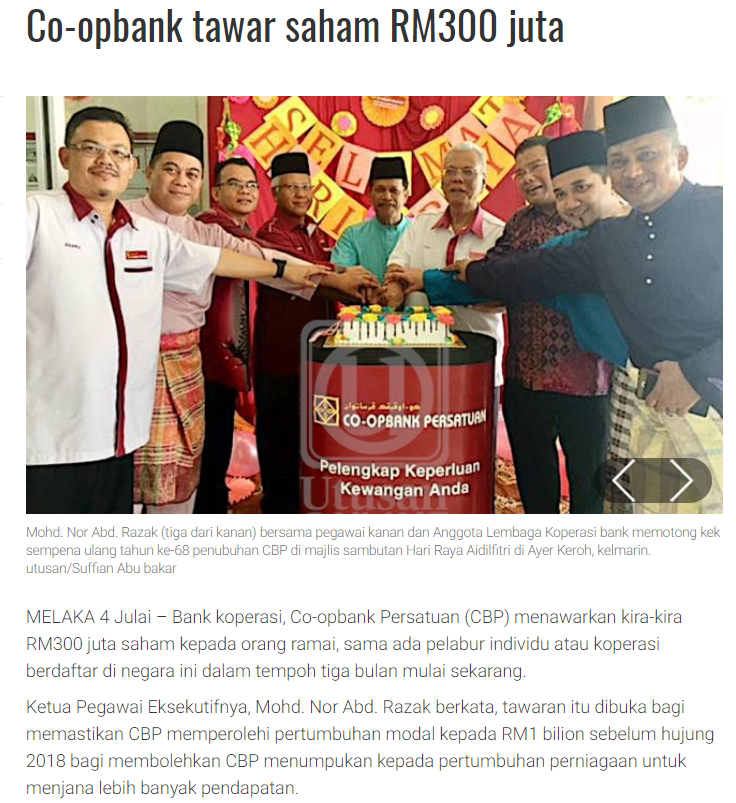 Co-opbank tawar saham RM300 juta
SELAMAT
HARI
RAYA
Utusan
CO-OPBANK PERSATUAN
Pelengkap Keperluan
Kewangan Anda
Mohd. Nor Abd. Razak (tiga dari kanan) bersama pegawai kanan dan Anggota Lembaga Koperasi bank memotong kek
sempena ulang tahun ke-68 penubuhan CBP di majlis sambutan Hari Raya Aidilfitri di Ayer Keroh, kelmarin.
utusan/Suffian Abu bakar
MELAKA 4 Julai – Bank koperasi, Co-opbank Persatuan (CBP) menawarkan kira-kira
RM300 juta saham kepada orang ramai, sama ada pelabur individu atau koperasi
berdaftar di negara ini dalam tempoh tiga bulan mulai sekarang.
Ketua Pegawai Eksekutifnya, Mohd. Nor Abd. Razak berkata, tawaran itu dibuka bagi
memastikan CBP memperolehi pertumbuhan modal kepada RM1 bilion sebelum hujung
2018 bagi membolehkan CBP menumpukan kepada pertumbuhan perniagaan untuk
menjana lebih banyak pendapatan.